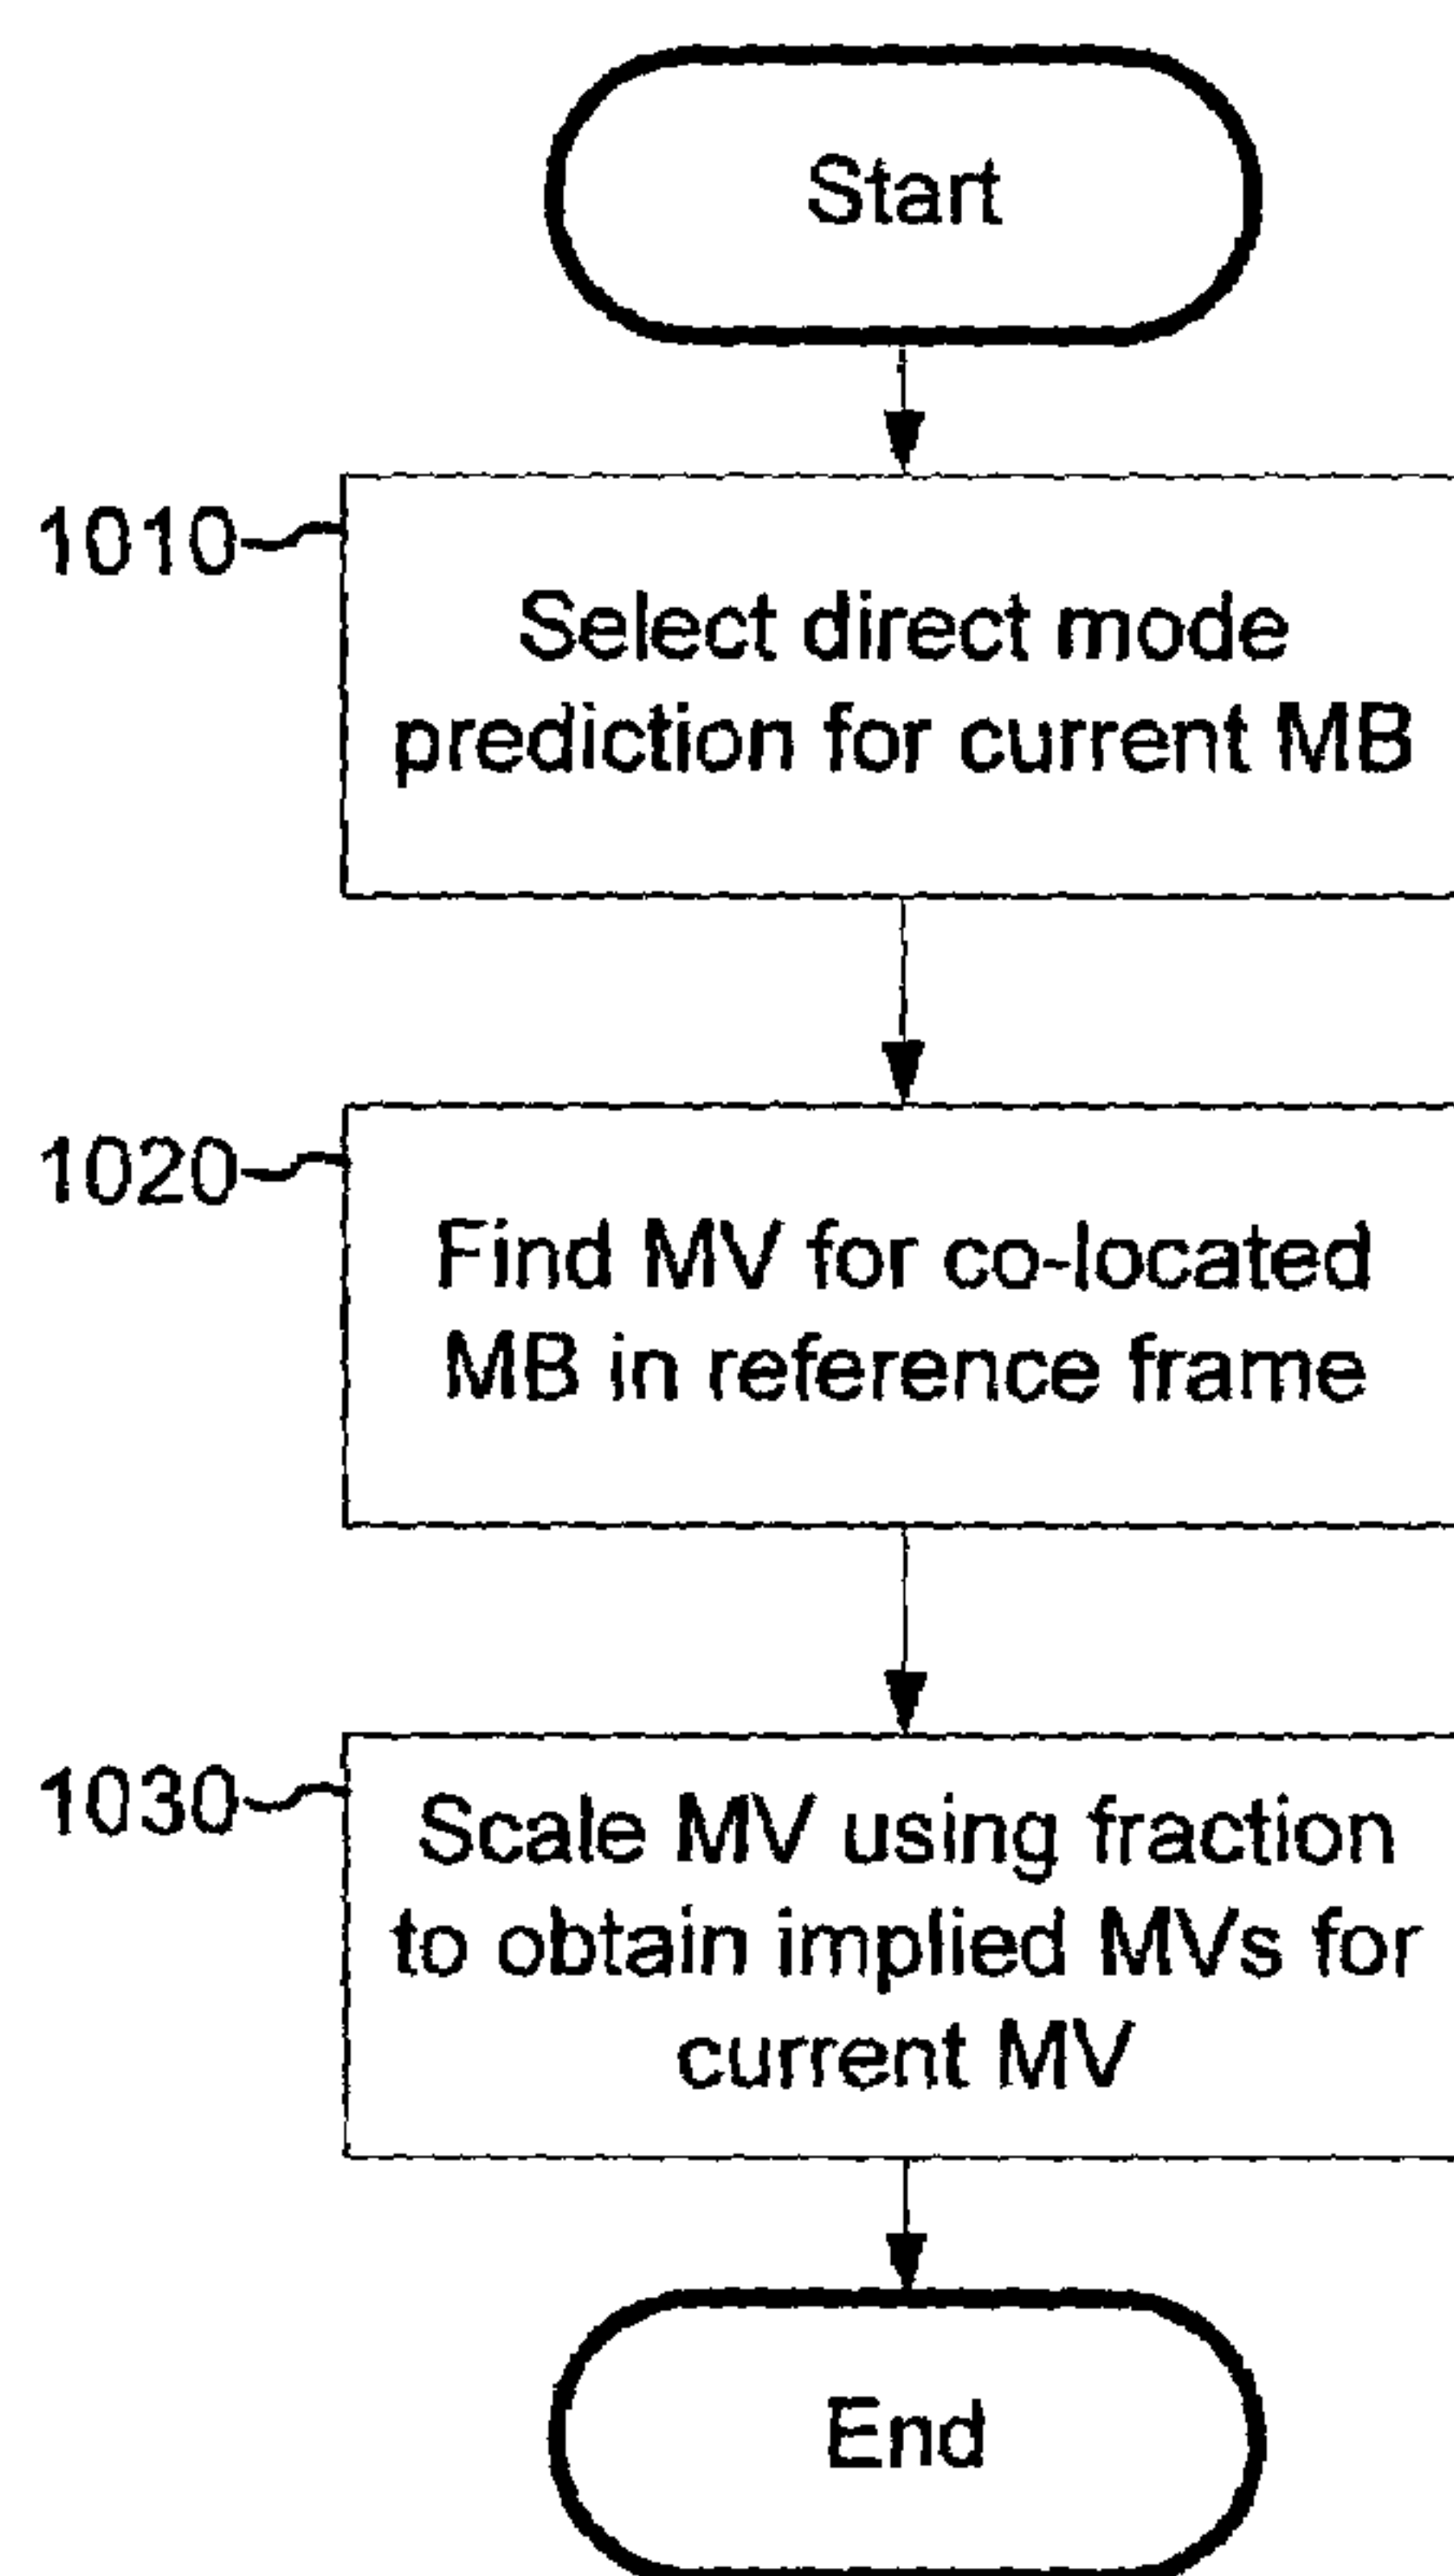 Start
1010
Select direct mode
prediction for current MB
1020
Find MV for co-located
MB in reference frame
1030
Scale MV using fraction
to obtain implied MVs for
current MV
End